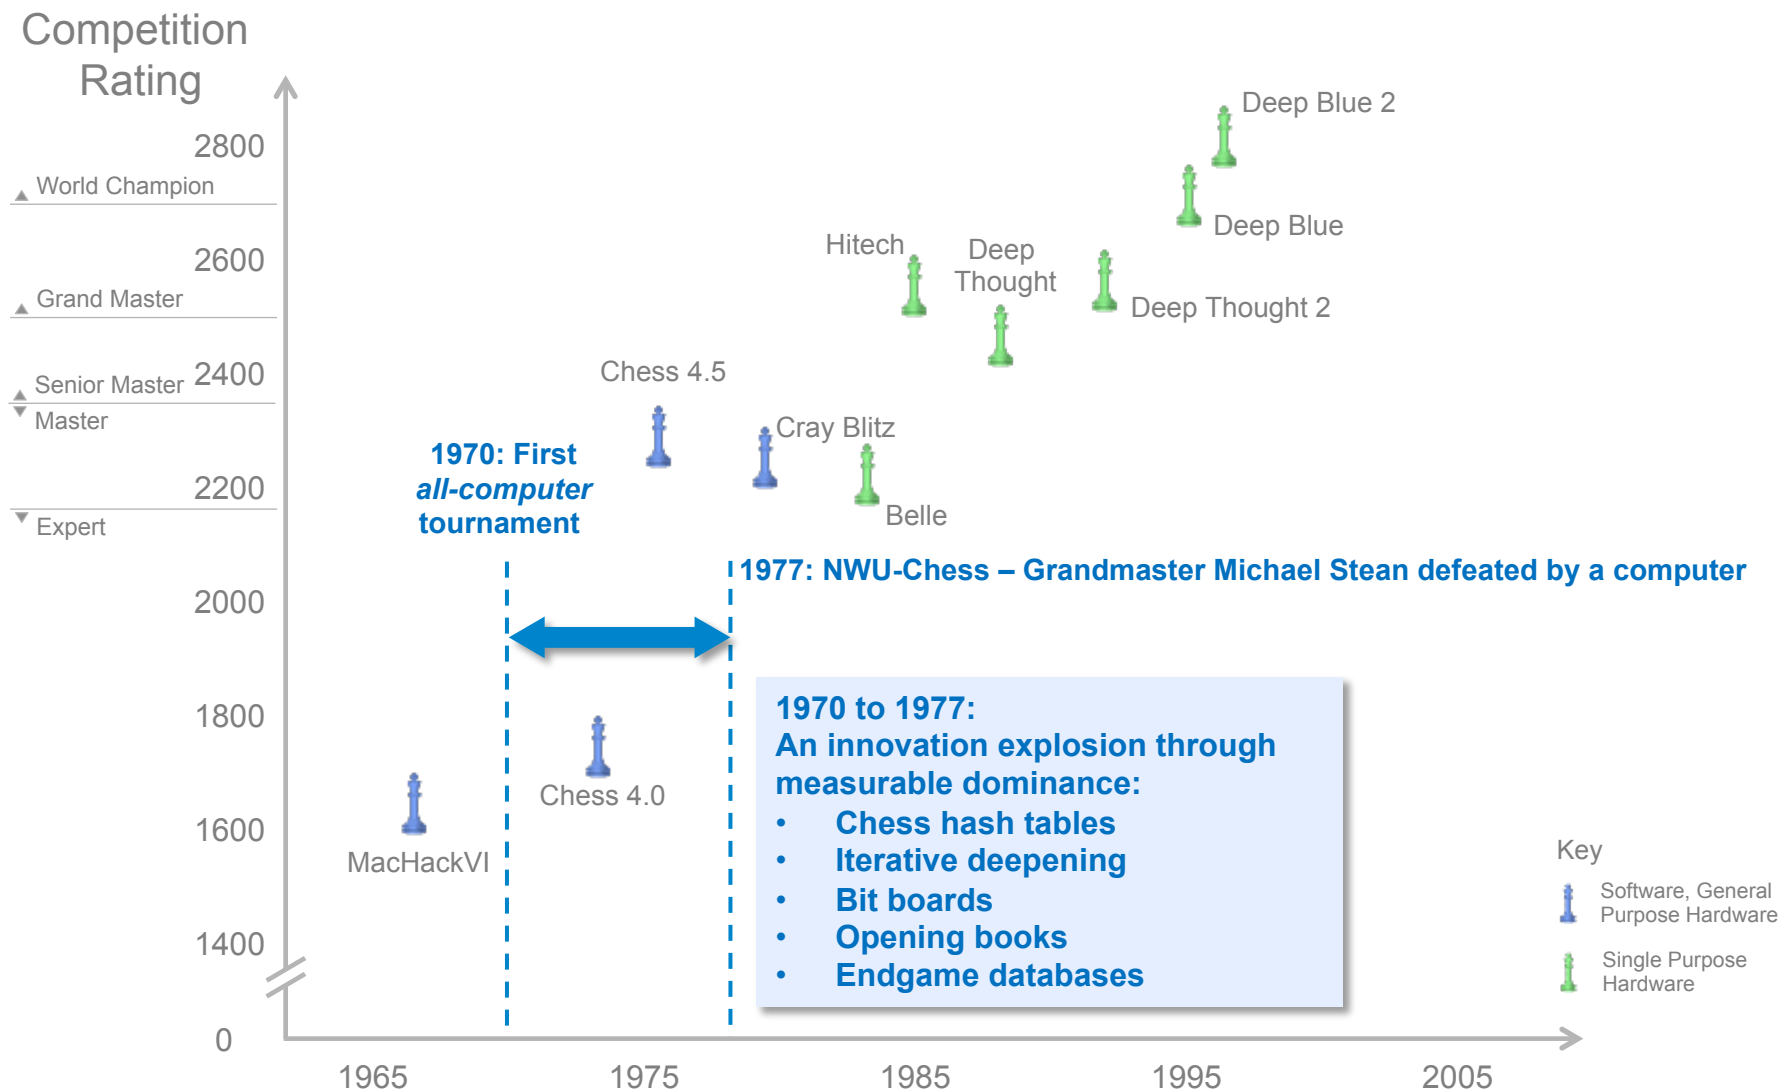 Competition
Rating
2800
World Champion
2600
Grand Master
2400
Senior Master
Master
2200
Expert
2000
1800
1600
1400
0
1965
1975
1985
1995
2005
Deep Blue 2
Deep Blue
Hitech
Deep
Thought
Deep Thought 2
Chess 4.5
Cray Blitz
Belle
1970: First
all-computer
tournament
1977: NWU-Chess – Grandmaster Michael Stean defeated by a computer
Chess 4.0
MacHackVI
1970 to 1977:
An innovation explosion through
measurable dominance:
• Chess hash tables
• Iterative deepening
• Bit boards
• Opening books
• Endgame databases
Key
Software, General
Purpose Hardware
Single Purpose
Hardware